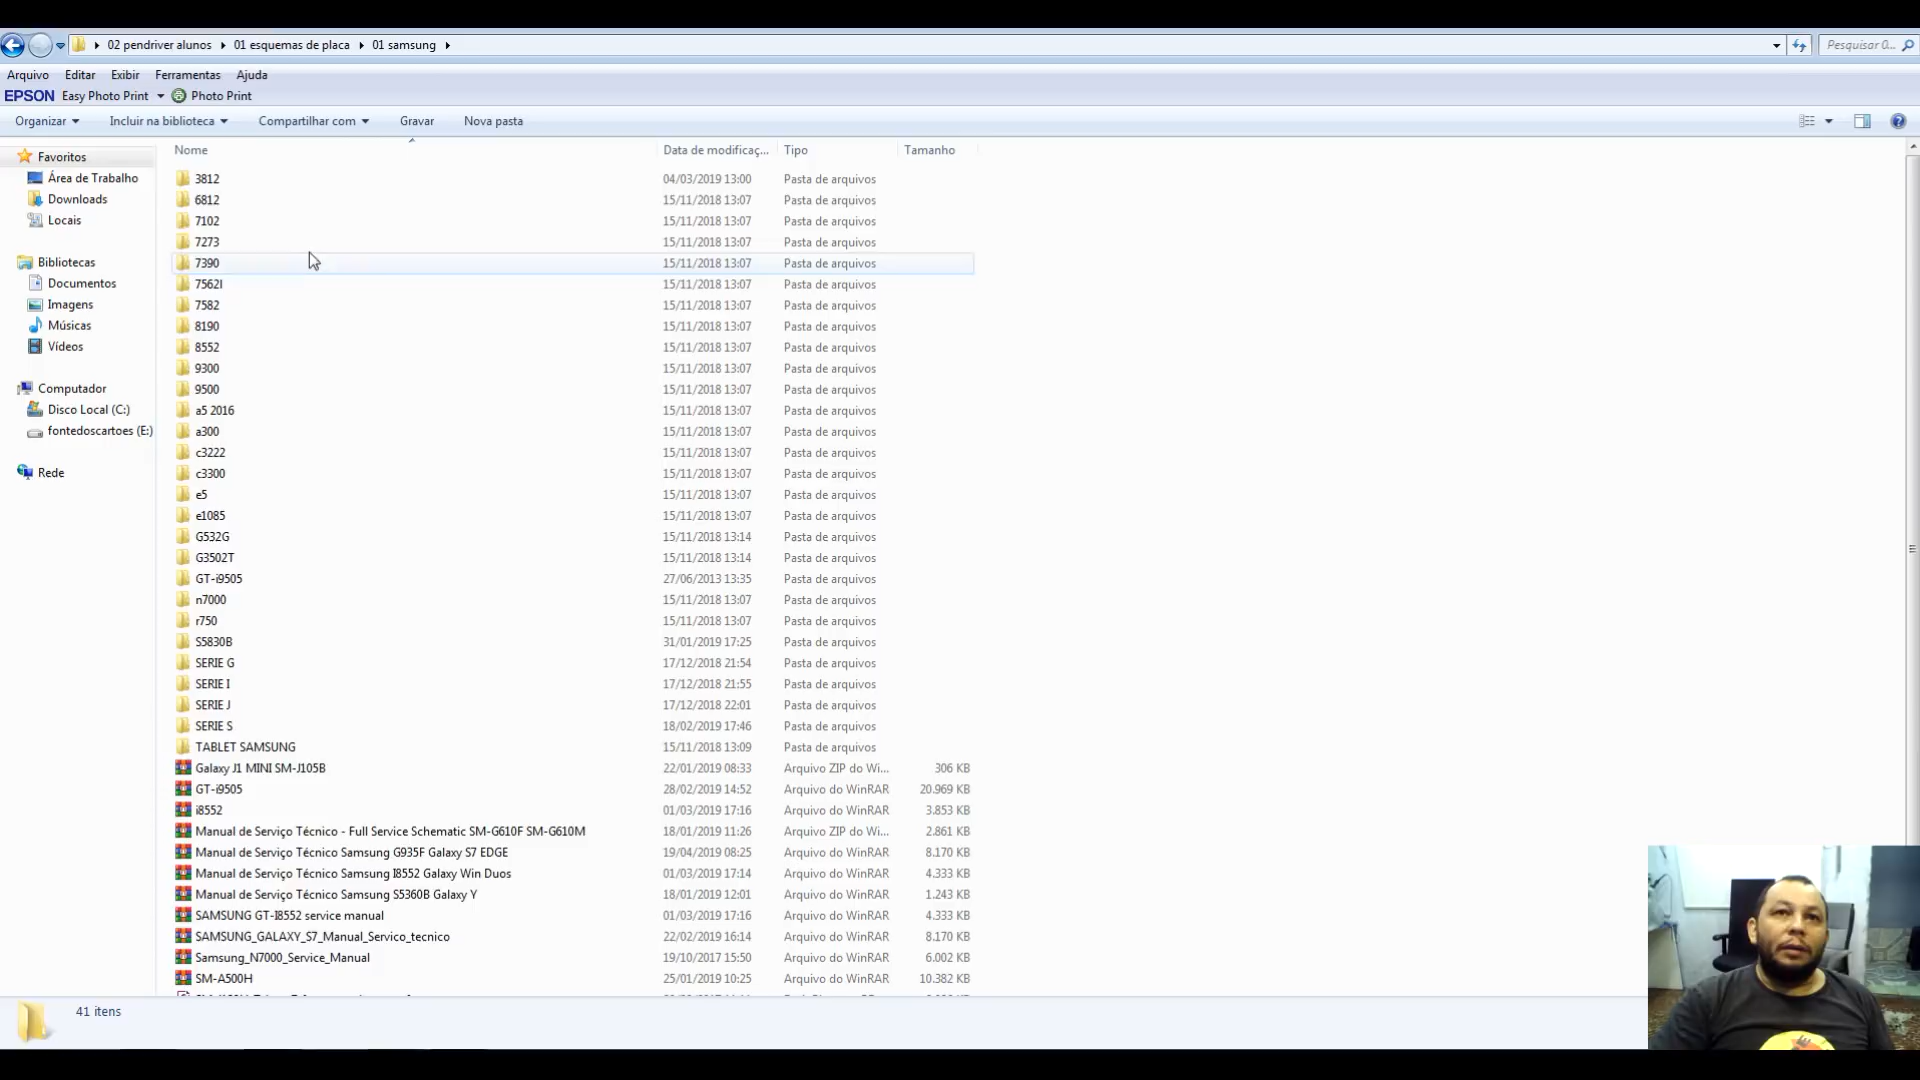 02 pendriver alunos 01 esquemas de placa 01 samsung Pesquisar 0...
Arquivo Editar Exibir Ferramentas Ajuda
EPSON Easy Photo Print Photo Print
Organizar Incluir na biblioteca Compartilhar com Gravar Nova pasta
Nome Data de modificaç... Tipo Tamanho
Favoritos
Área de Trabalho
Downloads
Locais
Bibliotecas
Documentos
Imagens
Músicas
Vídeos
Computador
Disco Local (C:)
fontedoscartoes (E:)
Rede
3812 04/03/2019 13:00 Pasta de arquivos
6812 15/11/2018 13:07 Pasta de arquivos
7102 15/11/2018 13:07 Pasta de arquivos
7273 15/11/2018 13:07 Pasta de arquivos
7390 15/11/2018 13:07 Pasta de arquivos
7562l 15/11/2018 13:07 Pasta de arquivos
7582 15/11/2018 13:07 Pasta de arquivos
8190 15/11/2018 13:07 Pasta de arquivos
8552 15/11/2018 13:07 Pasta de arquivos
9300 15/11/2018 13:07 Pasta de arquivos
9500 15/11/2018 13:07 Pasta de arquivos
a5 2016 15/11/2018 13:07 Pasta de arquivos
a300 15/11/2018 13:07 Pasta de arquivos
c3222 15/11/2018 13:07 Pasta de arquivos
c3300 15/11/2018 13:07 Pasta de arquivos
e5 15/11/2018 13:07 Pasta de arquivos
e1085 15/11/2018 13:07 Pasta de arquivos
G532G 15/11/2018 13:14 Pasta de arquivos
G3502T 15/11/2018 13:14 Pasta de arquivos
GT-i9505 27/06/2013 13:35 Pasta de arquivos
n7000 15/11/2018 13:07 Pasta de arquivos
r750 15/11/2018 13:07 Pasta de arquivos
S5830B 31/01/2019 17:25 Pasta de arquivos
SERIE G 17/12/2018 21:54 Pasta de arquivos
SERIE I 17/12/2018 21:55 Pasta de arquivos
SERIE J 17/12/2018 22:01 Pasta de arquivos
SERIE S 18/02/2019 17:46 Pasta de arquivos
TABLET SAMSUNG 15/11/2018 13:09 Pasta de arquivos
Galaxy J1 MINI SM-J105B 22/01/2019 08:33 Arquivo ZIP do Wi... 306 KB
GT-i9505 28/02/2019 14:52 Arquivo do WinRAR 20.969 KB
i8552 01/03/2019 17:16 Arquivo do WinRAR 3.853 KB
Manual de Serviço Técnico - Full Service Schematic SM-G610F SM-G610M 18/01/2019 11:26 Arquivo ZIP do Wi... 2.861 KB
Manual de Serviço Técnico Samsung G935F Galaxy S7 EDGE 19/04/2019 08:25 Arquivo do WinRAR 8.170 KB
Manual de Serviço Técnico Samsung I8552 Galaxy Win Duos 01/03/2019 17:14 Arquivo do WinRAR 4.333 KB
Manual de Serviço Técnico Samsung S5360B Galaxy Y 18/01/2019 12:01 Arquivo do WinRAR 1.243 KB
SAMSUNG GT-I8552 service manual 01/03/2019 17:16 Arquivo do WinRAR 4.333 KB
SAMSUNG_GALAXY_S7_Manual_Servico_tecnico 22/02/2019 16:14 Arquivo do WinRAR 8.170 KB
Samsung_N7000_Service_Manual 19/10/2017 15:50 Arquivo do WinRAR 6.002 KB
SM-A500H 25/01/2019 10:25 Arquivo do WinRAR 10.382 KB
41 itens